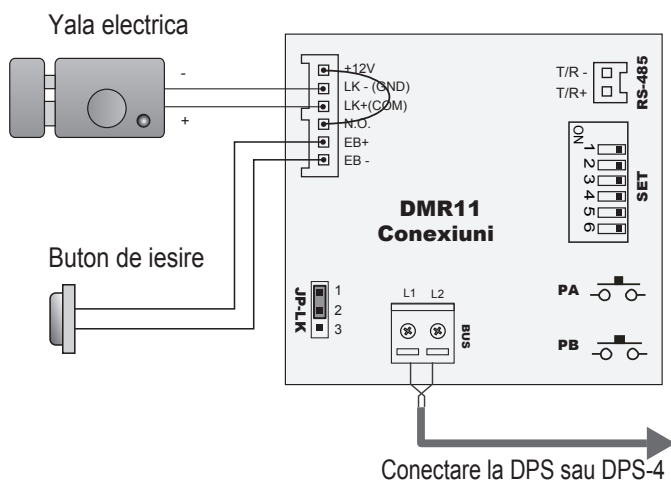 Yala electrica
-
+
+12V
LK - (GND)
LK+(COM)
N.O.
EB+
EB -
T/R -
T/R+
RS-485
ON
1
2
3
4
5
6
SET
DMR11
Conexiuni
Buton de iesire
JP-LK
1
2
3
L1 L2
BUS
PA
PB
Conectare la DPS sau DPS-4